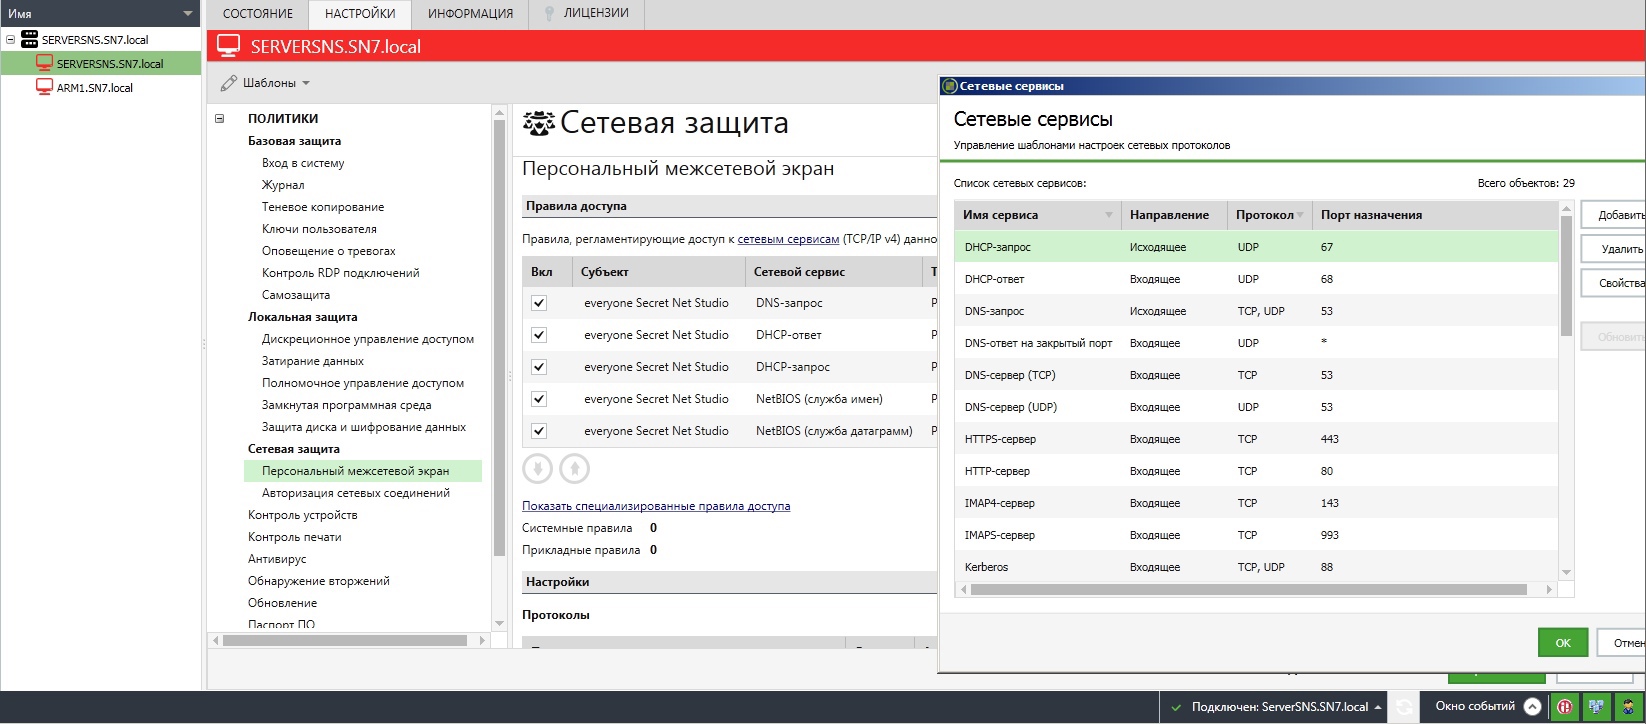 Имя
СОСТОЯНИЕ НАСТРОЙКИ ИНФОРМАЦИЯ ЛИЦЕНЗИИ
SERVERSNS.SN7.local
SERVERSNS.SN7.local
ARM1.SN7.local
SERVERSNS.SN7.local
Шаблоны
ПОЛИТИКИ
Базовая защита
Вход в систему
Журнал
Теневое копирование
Ключи пользователя
Оповещение о тревогах
Контроль RDP подключений
Самозащита
Локальная защита
Дискреционное управление доступом
Затирание данных
Полномочное управление доступом
Замкнутая программная среда
Защита диска и шифрование данных
Сетевая защита
Персональный межсетевой экран
Авторизация сетевых соединений
Контроль устройств
Контроль печати
Антивирус
Обнаружение вторжений
Обновление
Паспорт ПО
Сетевая защита
Персональный межсетевой экран
Правила доступа
Правила, регламентирующие доступ к сетевым сервисам (TCP/IP v4) данно
Вкл Субъект Сетевой сервис Т
everyone Secret Net Studio DNS-запрос Р
everyone Secret Net Studio DHCP-ответ Р
everyone Secret Net Studio DHCP-запрос Р
everyone Secret Net Studio NetBIOS (служба имен) Р
everyone Secret Net Studio NetBIOS (служба датаграмм) Р
Показать специализированные правила доступа
Системные правила 0
Прикладные правила 0
Настройки
Протоколы
Сетевые сервисы
Сетевые сервисы
Управление шаблонами настроек сетевых протоколов
Список сетевых сервисов: Всего объектов: 29
Имя сервиса Направление Протокол Порт назначения
DHCP-запрос Исходящее UDP 67
DHCP-ответ Входящее UDP 68
DNS-запрос Исходящее TCP, UDP 53
DNS-ответ на закрытый порт Входящее UDP *
DNS-сервер (TCP) Входящее TCP 53
DNS-сервер (UDP) Входящее UDP 53
HTTPS-сервер Входящее TCP 443
HTTP-сервер Входящее TCP 80
IMAP4-сервер Входящее TCP 143
IMAPS-сервер Входящее TCP 993
Kerberos Входящее TCP, UDP 88
Добавить
Удалить
Свойства
Обновить
OK Отмен
Подключен: ServerSNS.SN7.local Окно событий